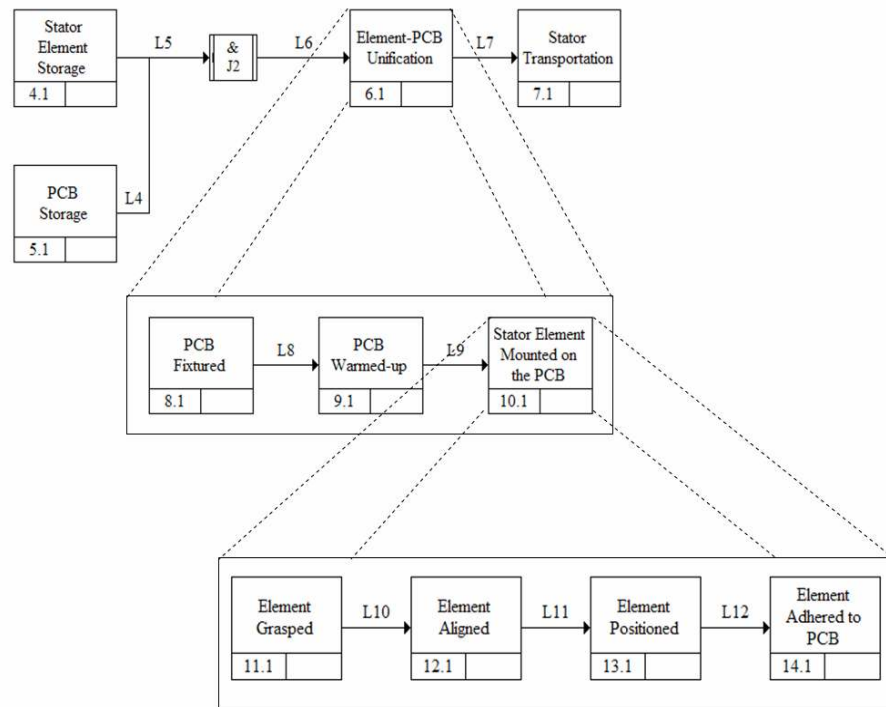 Stator
Element
Storage
4.1
L5
&
J2
L6
Element-PCB
Unification
6.1
L7
Stator
Transportation
7.1
PCB
Storage
5.1
L4
PCB
Fixtured
8.1
L8
PCB
Warmed-up
9.1
L9
Stator Element
Mounted on
the PCB
10.1
Element
Grasped
11.1
L10
Element
Aligned
12.1
L11
Element
Positioned
13.1
L12
Element
Adhered to
PCB
14.1